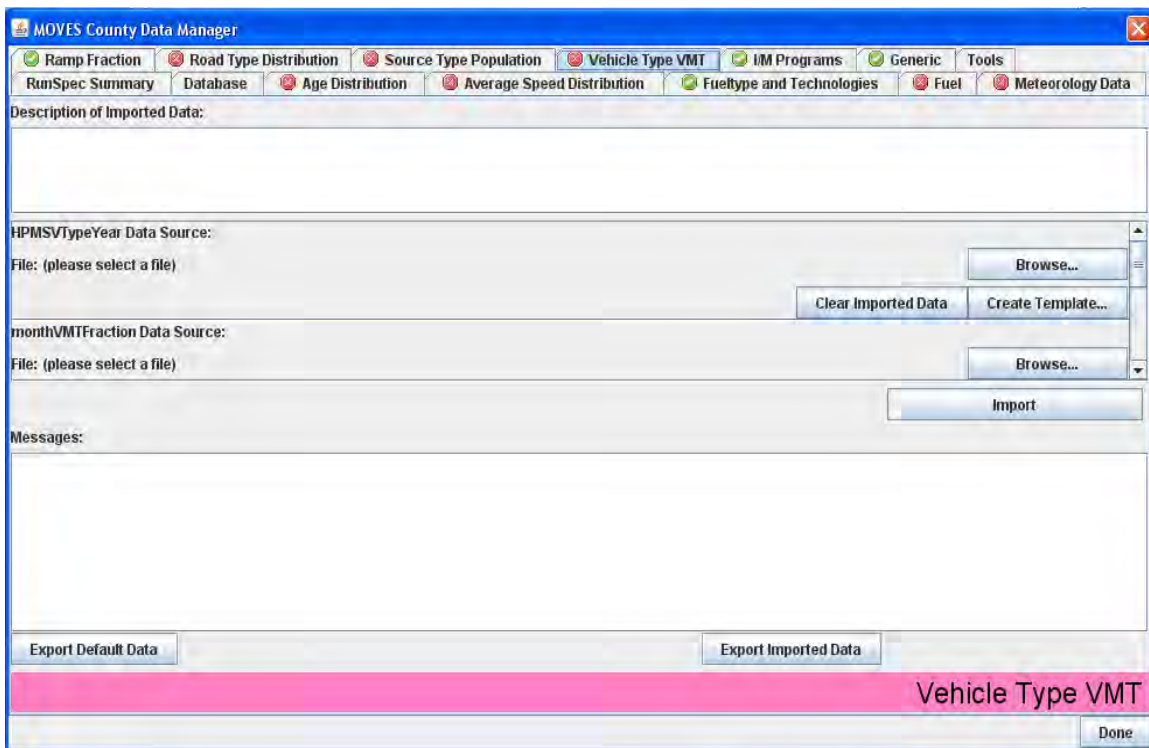 MOVES County Data Manager
Ramp Fraction Road Type Distribution Source Type Population Vehicle Type VMT I/M Programs Generic Tools
RunSpec Summary Database Age Distribution Average Speed Distribution Fueltype and Technologies Fuel Meteorology Data
Description of Imported Data:
HPMSVTypeYear Data Source:
File: (please select a file) Browse...
Clear Imported Data Create Template...
monthVMTFraction Data Source:
File: (please select a file) Browse...
Import
Messages:
Export Default Data Export Imported Data
Vehicle Type VMT
Done